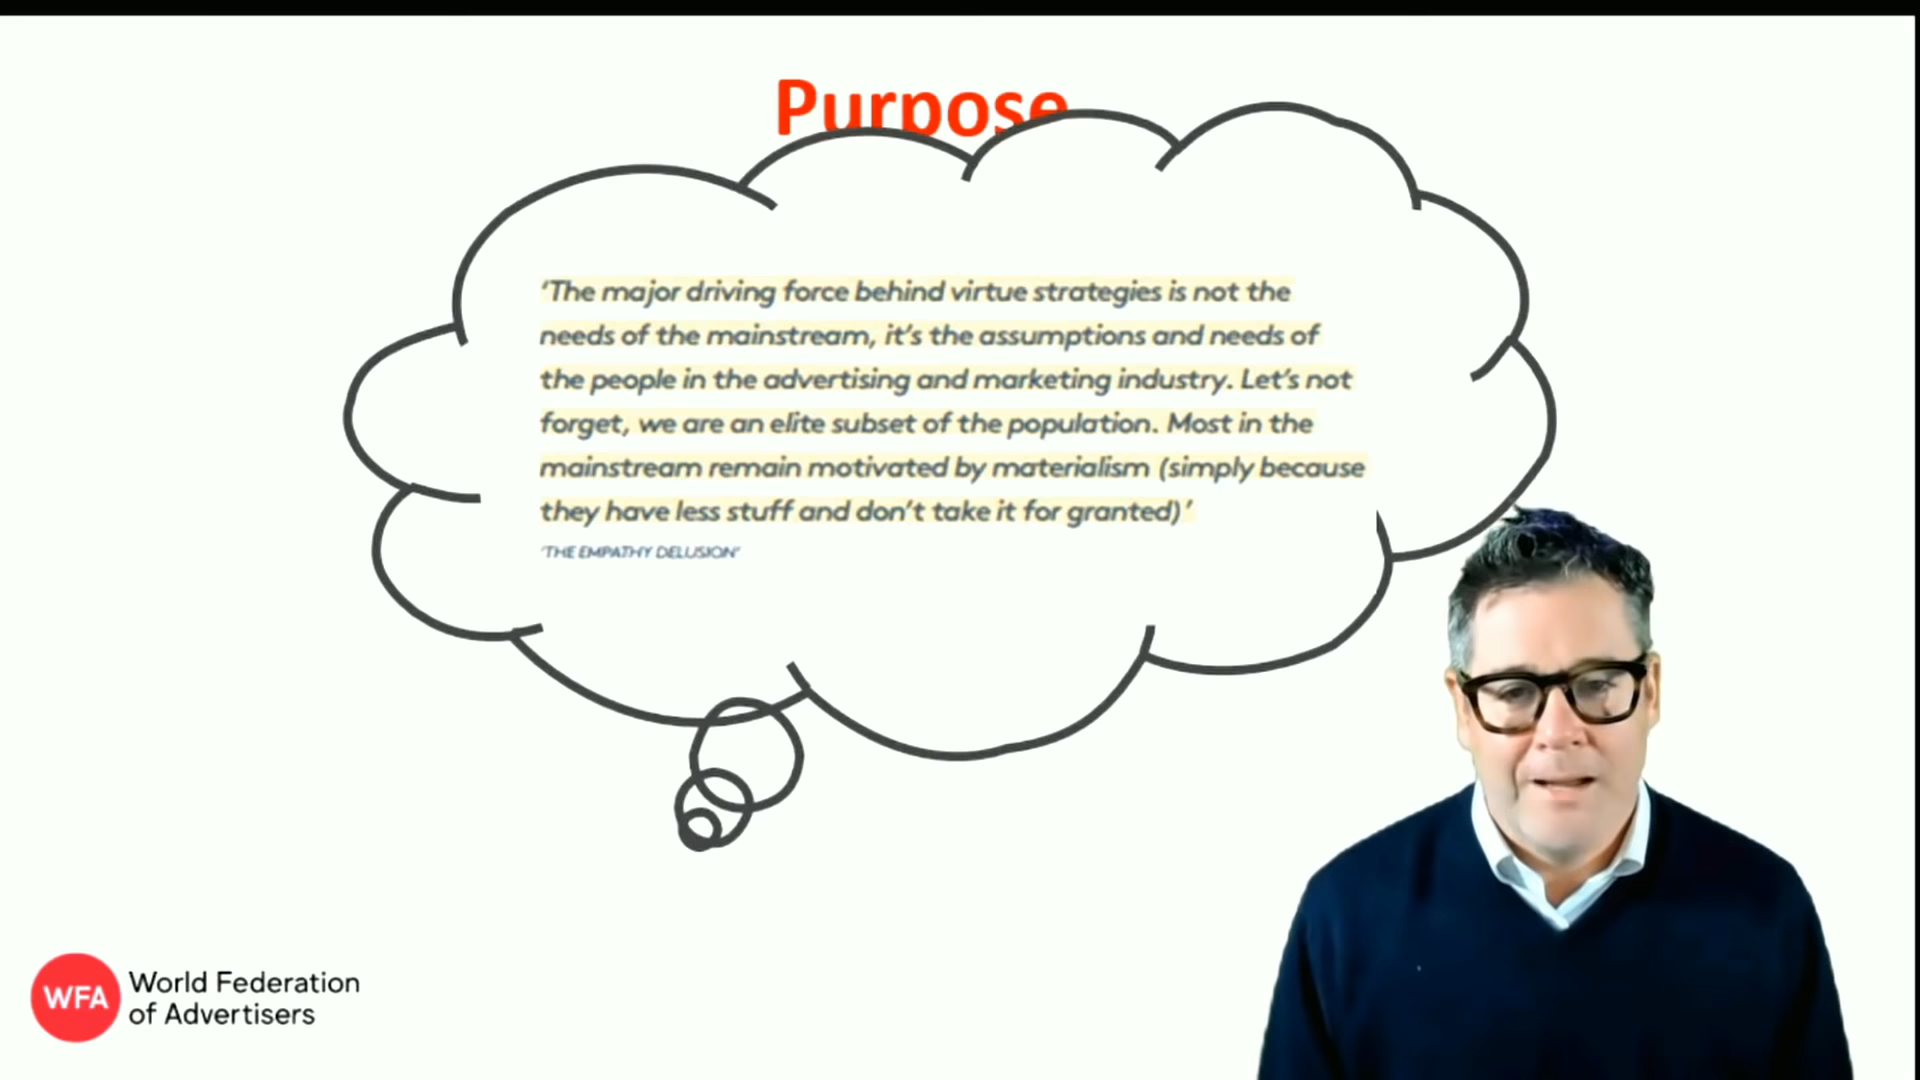 Purpose
‘The major driving force behind virtue strategies is not the
needs of the mainstream, it’s the assumptions and needs of
the people in the advertising and marketing industry. Let’s not
forget, we are an elite subset of the population. Most in the
mainstream remain motivated by materialism (simply because
they have less stuff and don’t take it for granted)’
‘THE EMPATHY DELUSION’
WFA
World Federation
of Advertisers